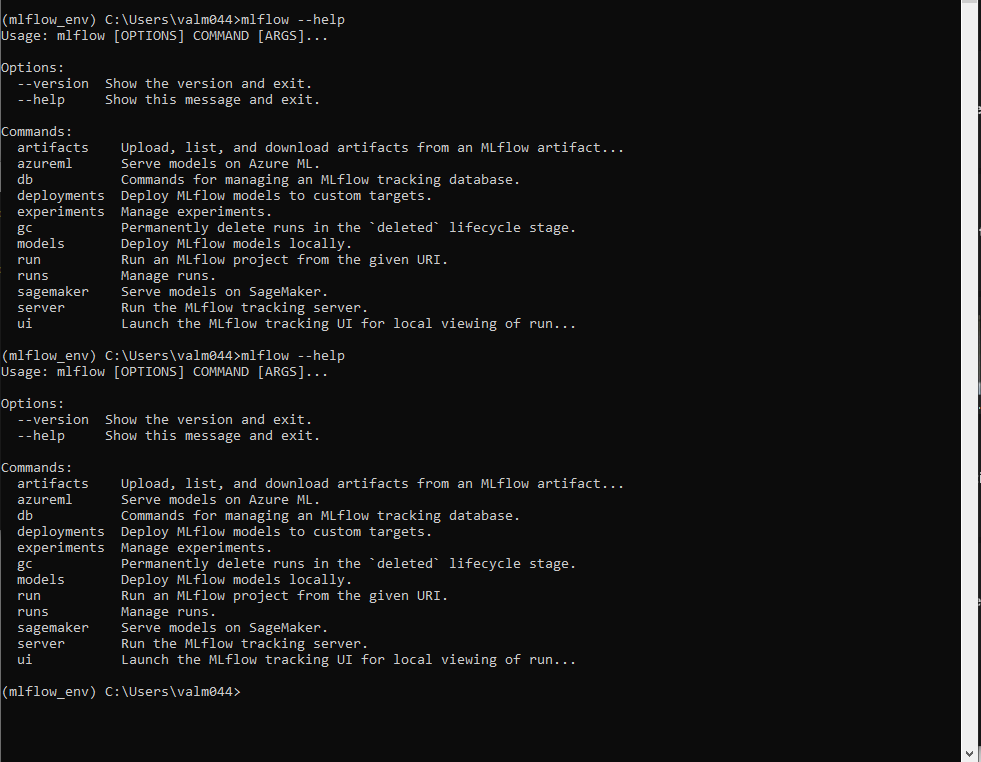 (mlflow_env) C:\Users\valm044>mlflow --help
Usage: mlflow [OPTIONS] COMMAND [ARGS]...
Options:
  --version  Show the version and exit.
  --help     Show this message and exit.
Commands:
  artifacts    Upload, list, and download artifacts from an MLflow artifact...
  azureml      Serve models on Azure ML.
  db           Commands for managing an MLflow tracking database.
  deployments  Deploy MLflow models to custom targets.
  experiments  Manage experiments.
  gc           Permanently delete runs in the `deleted` lifecycle stage.
  models       Deploy MLflow models locally.
  run          Run an MLflow project from the given URI.
  runs         Manage runs.
  sagemaker    Serve models on SageMaker.
  server       Run the MLflow tracking server.
  ui           Launch the MLflow tracking UI for local viewing of run...
(mlflow_env) C:\Users\valm044>mlflow --help
Usage: mlflow [OPTIONS] COMMAND [ARGS]...
Options:
  --version  Show the version and exit.
  --help     Show this message and exit.
Commands:
  artifacts    Upload, list, and download artifacts from an MLflow artifact...
  azureml      Serve models on Azure ML.
  db           Commands for managing an MLflow tracking database.
  deployments  Deploy MLflow models to custom targets.
  experiments  Manage experiments.
  gc           Permanently delete runs in the `deleted` lifecycle stage.
  models       Deploy MLflow models locally.
  run          Run an MLflow project from the given URI.
  runs         Manage runs.
  sagemaker    Serve models on SageMaker.
  server       Run the MLflow tracking server.
  ui           Launch the MLflow tracking UI for local viewing of run...
(mlflow_env) C:\Users\valm044>